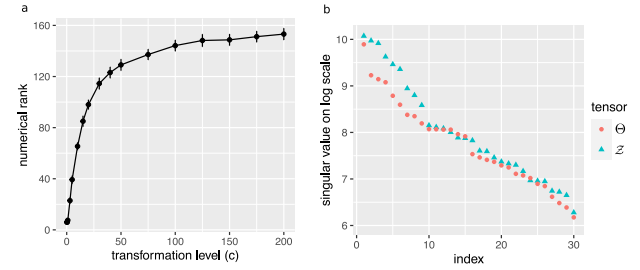 a
numerical rank
160
120
80
40
0
0
50
100
150
200
transformation level (c)
b
singular value on log scale
10
9
8
7
6
0
10
20
30
index
tensor
Θ
𝒵